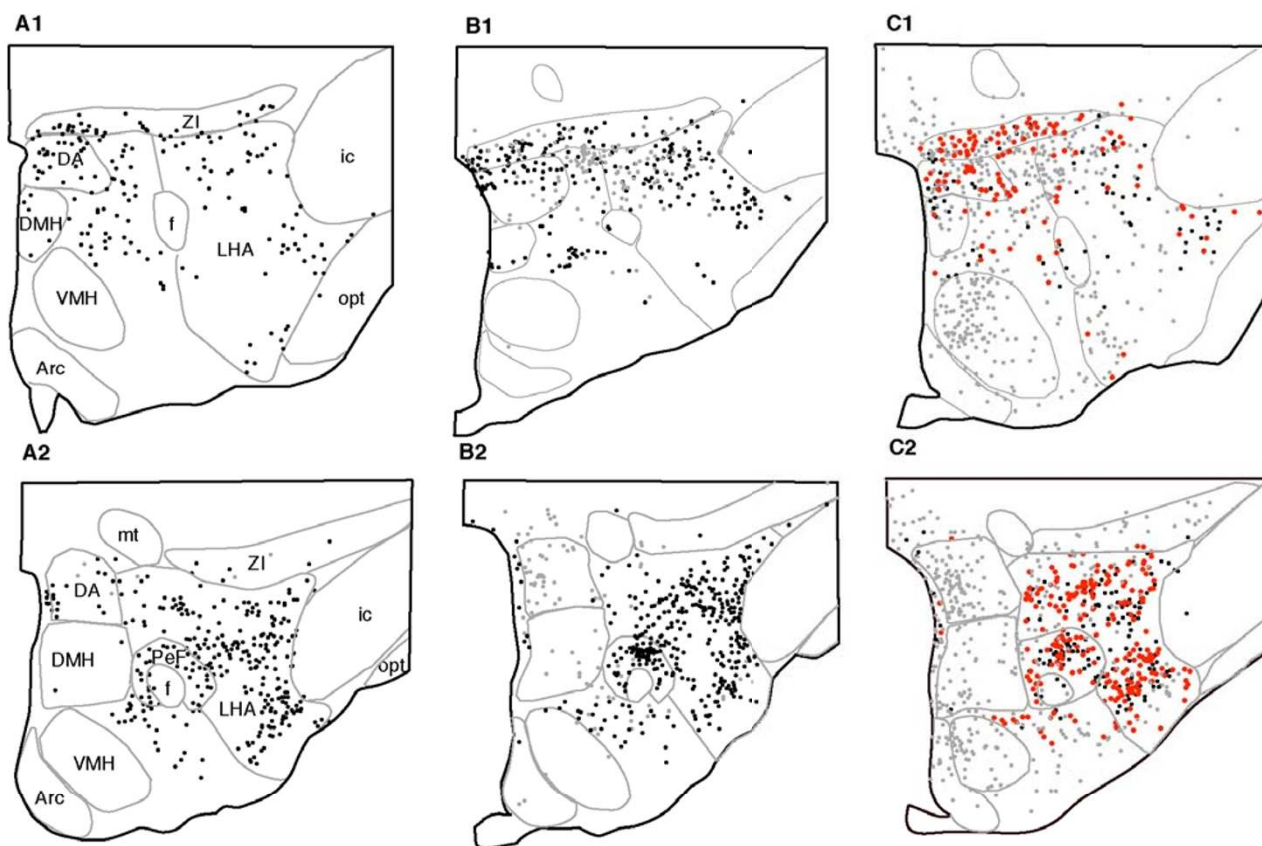 A1
B1
C1
ZI
DA
ic
DMH
f
LHA
VMH
opt
Arc
A2
B2
C2
mt
ZI
DA
ic
DMH
PeF
opt
f
LHA
VMH
Arc